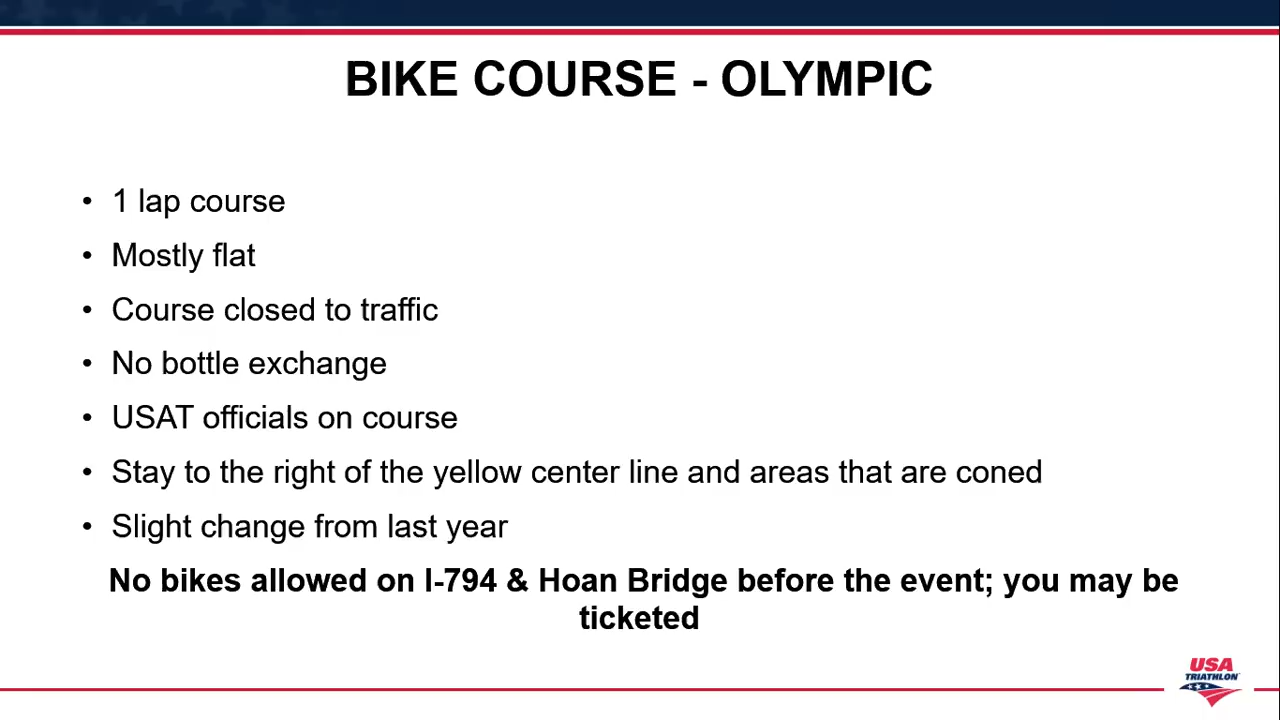 BIKE COURSE - OLYMPIC
• 1 lap course
• Mostly flat
• Course closed to traffic
• No bottle exchange
• USAT officials on course
• Stay to the right of the yellow center line and areas that are coned
• Slight change from last year
No bikes allowed on I-794 & Hoan Bridge before the event; you may be
ticketed
USA
TRIATHLON